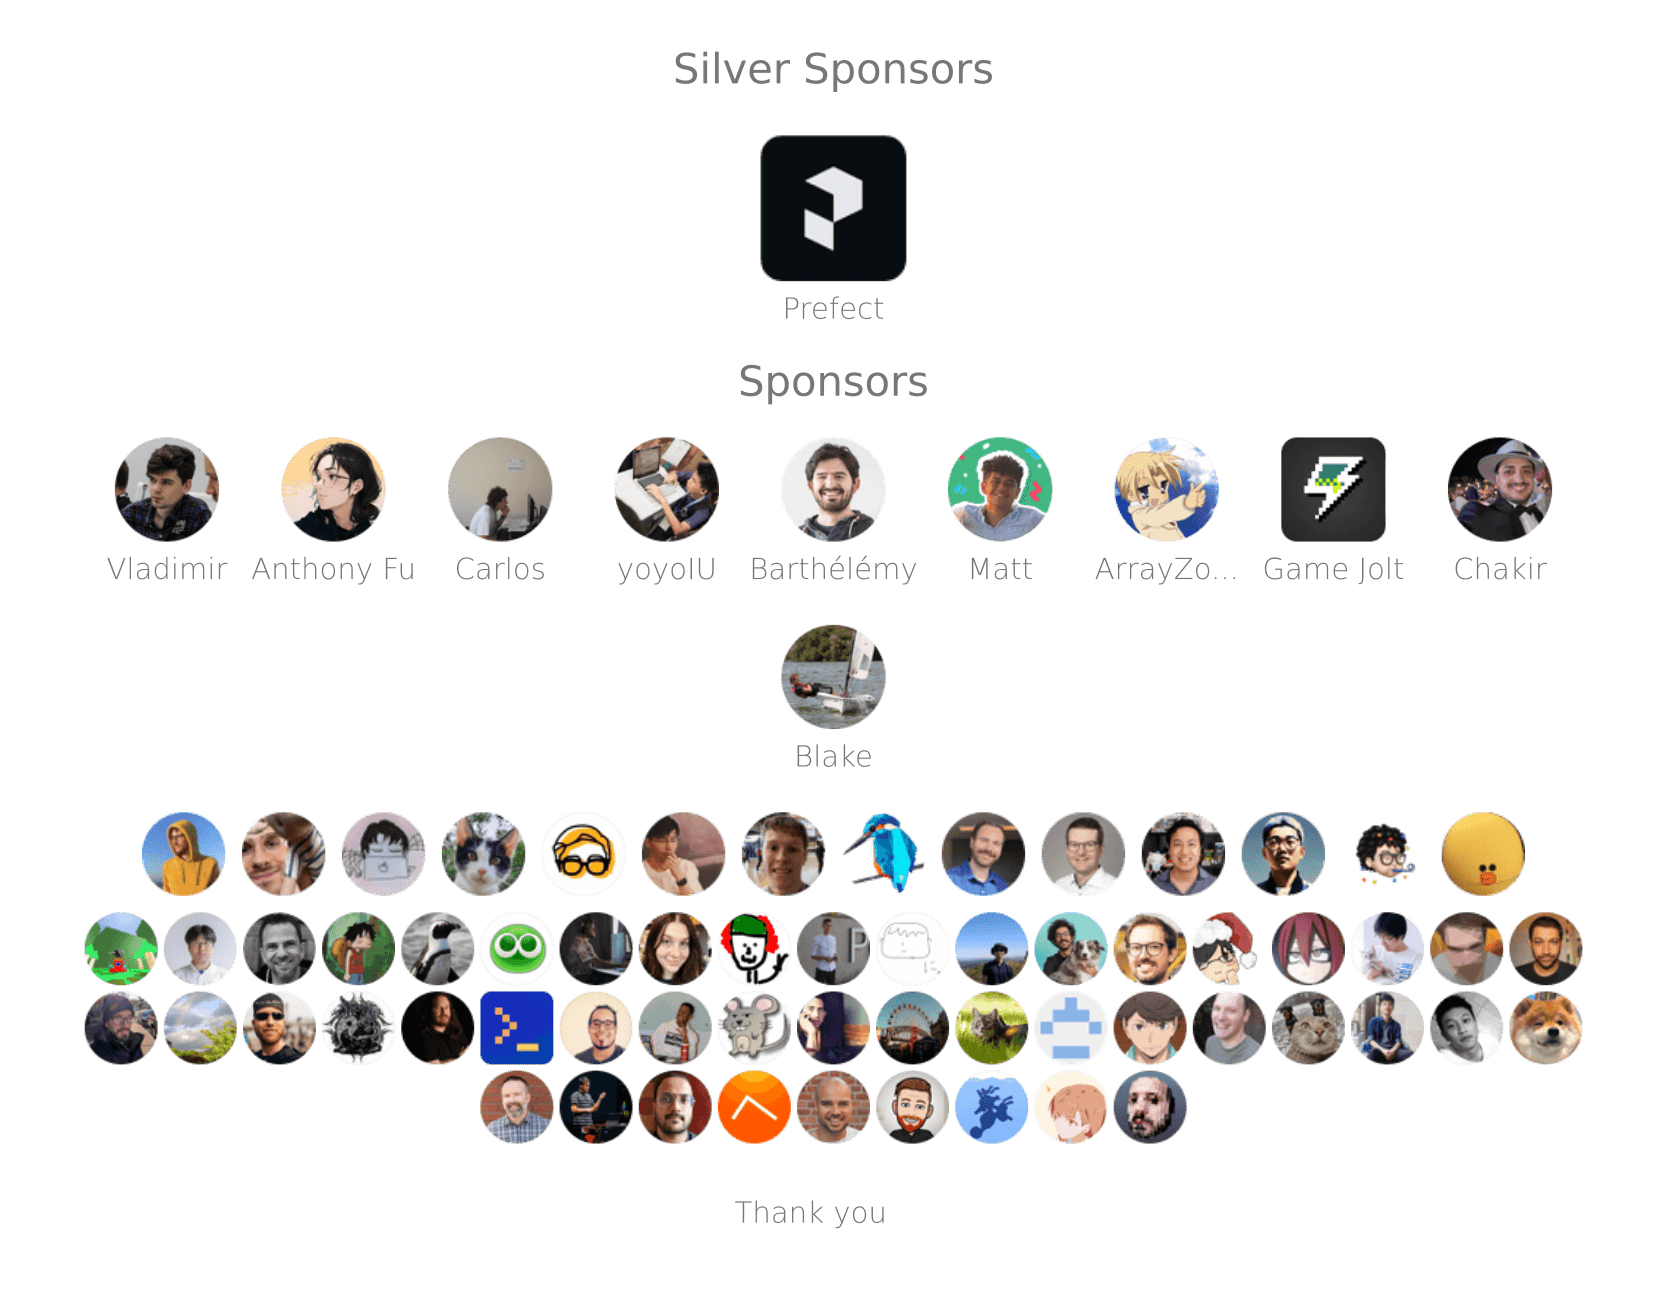 Silver Sponsors
Prefect
Sponsors
Vladimir Anthony Fu Carlos yoyolU Barthélémy Matt ArrayZo... Game Jolt Chakir
Blake
Thank you